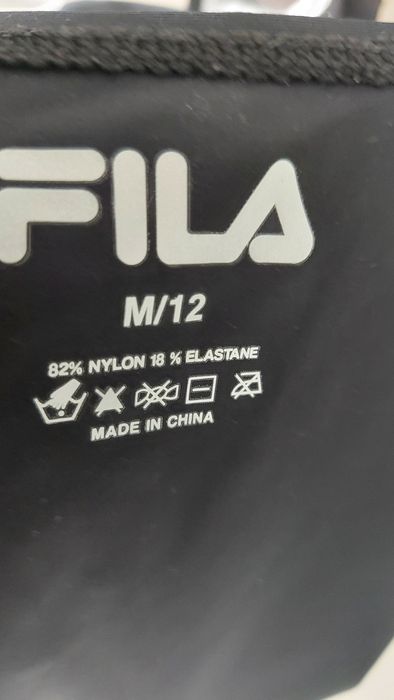 FILA
M/12
82% NYLON 18 % ELASTANE
MADE IN CHINA